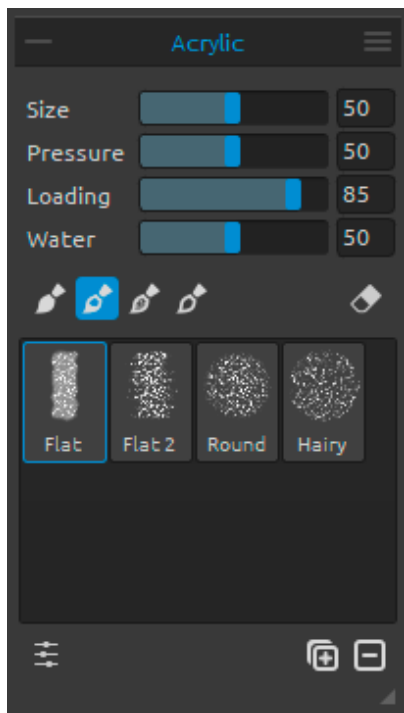 Acrylic
Size 50
Pressure 50
Loading 85
Water 50
Flat Flat 2 Round Hairy